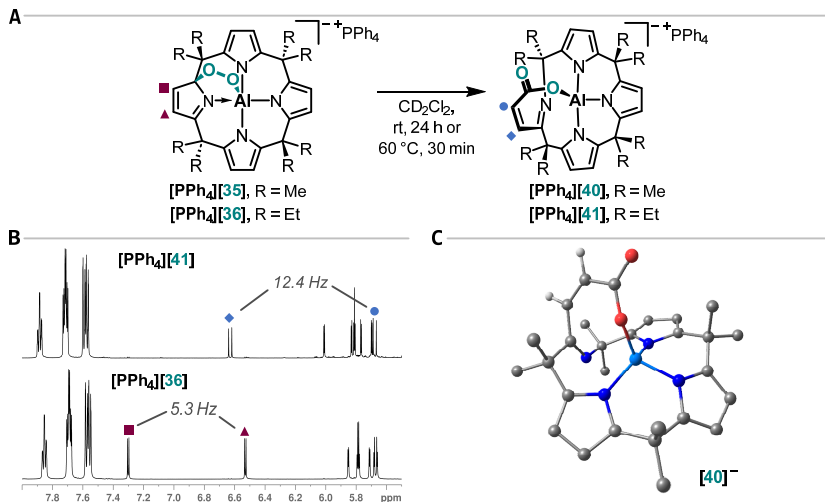 A
R R R R
−+PPh4
O O
N
N Al N
N
R R R R
[PPh4][35], R = Me
[PPh4][36], R = Et
CD2Cl2,
rt, 24 h or
60 °C, 30 min
R R R R
−+PPh4
O
O
N
N Al N
N
R R R R
[PPh4][40], R = Me
[PPh4][41], R = Et
B
[PPh4][41]
12.4 Hz
[PPh4][36]
5.3 Hz
7.8 7.6 7.4 7.2 7.0 6.8 6.6 6.4 6.2 6.0 5.8 ppm
C
[40]−